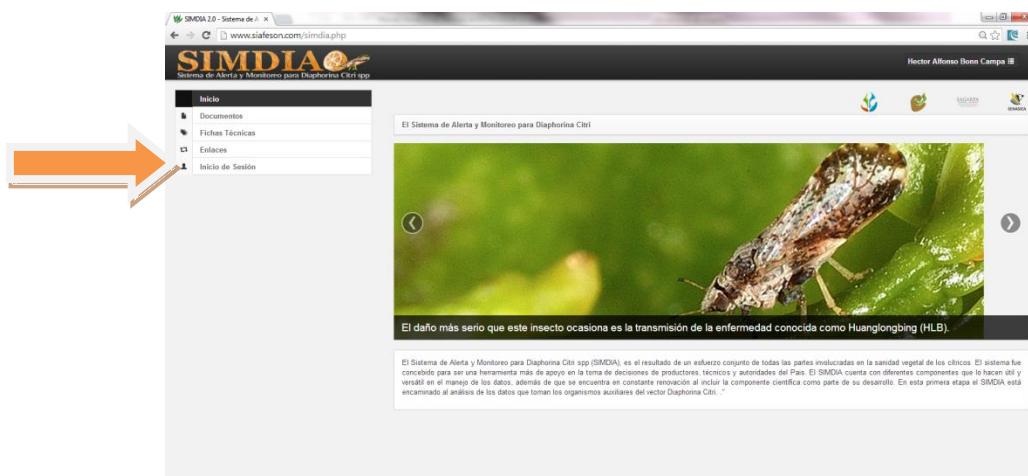 SIMDIA 2.0 - Sistema de A
www.siafeson.com/simdia.php
SIMDIA
Sistema de Alerta y Monitoreo para Diaphorina Citri spp
Hector Alfonso Bonn Campa
Inicio
Documentos
Fichas Técnicas
Enlaces
Inicio de Sesión
SAGARPA
SENASICA
El Sistema de Alerta y Monitoreo para Diaphorina Citri
El daño más serio que este insecto ocasiona es la transmisión de la enfermedad conocida como Huanglongbing (HLB).
El Sistema de Alerta y Monitoreo para Diaphorina Citri spp (SIMDIA), es el resultado de un esfuerzo conjunto de todas las partes involucradas en la sanidad vegetal de los cítricos. El sistema fue
concebido para ser una herramienta más de apoyo en la toma de decisiones de productores, técnicos y autoridades del Pais. El SIMDIA cuenta con diferentes componentes que lo hacen útil y
versátil en el manejo de los datos, además de que se encuentra en constante renovación al incluir la componente científica como parte de su desarollo. En esta primera etapa el SIMDIA está
encaminado al análisis de los datos que toman los organismos auxiliares del vector Diaphorina Citri. ."